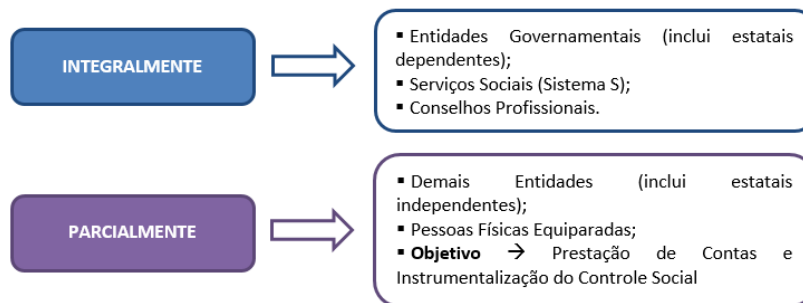 INTEGRALMENTE
▪ Entidades Governamentais (inclui estatais
dependentes);
▪ Serviços Sociais (Sistema S);
▪ Conselhos Profissionais.
PARCIALMENTE
▪ Demais Entidades (inclui estatais
independentes);
▪ Pessoas Físicas Equiparadas;
▪ Objetivo → Prestação de Contas e
Instrumentalização do Controle Social